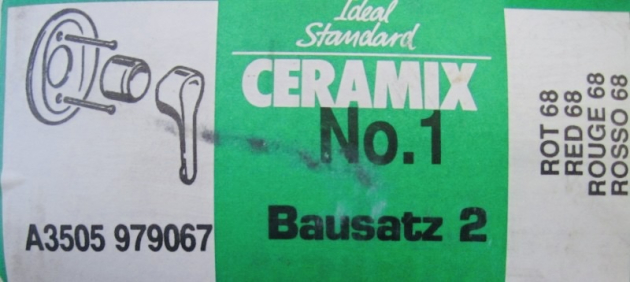 Ideal
Standard
CERAMIX
No.1
Bausatz 2
A3505 979067
ROT 68
RED 68
ROUGE 68
ROSSO 68